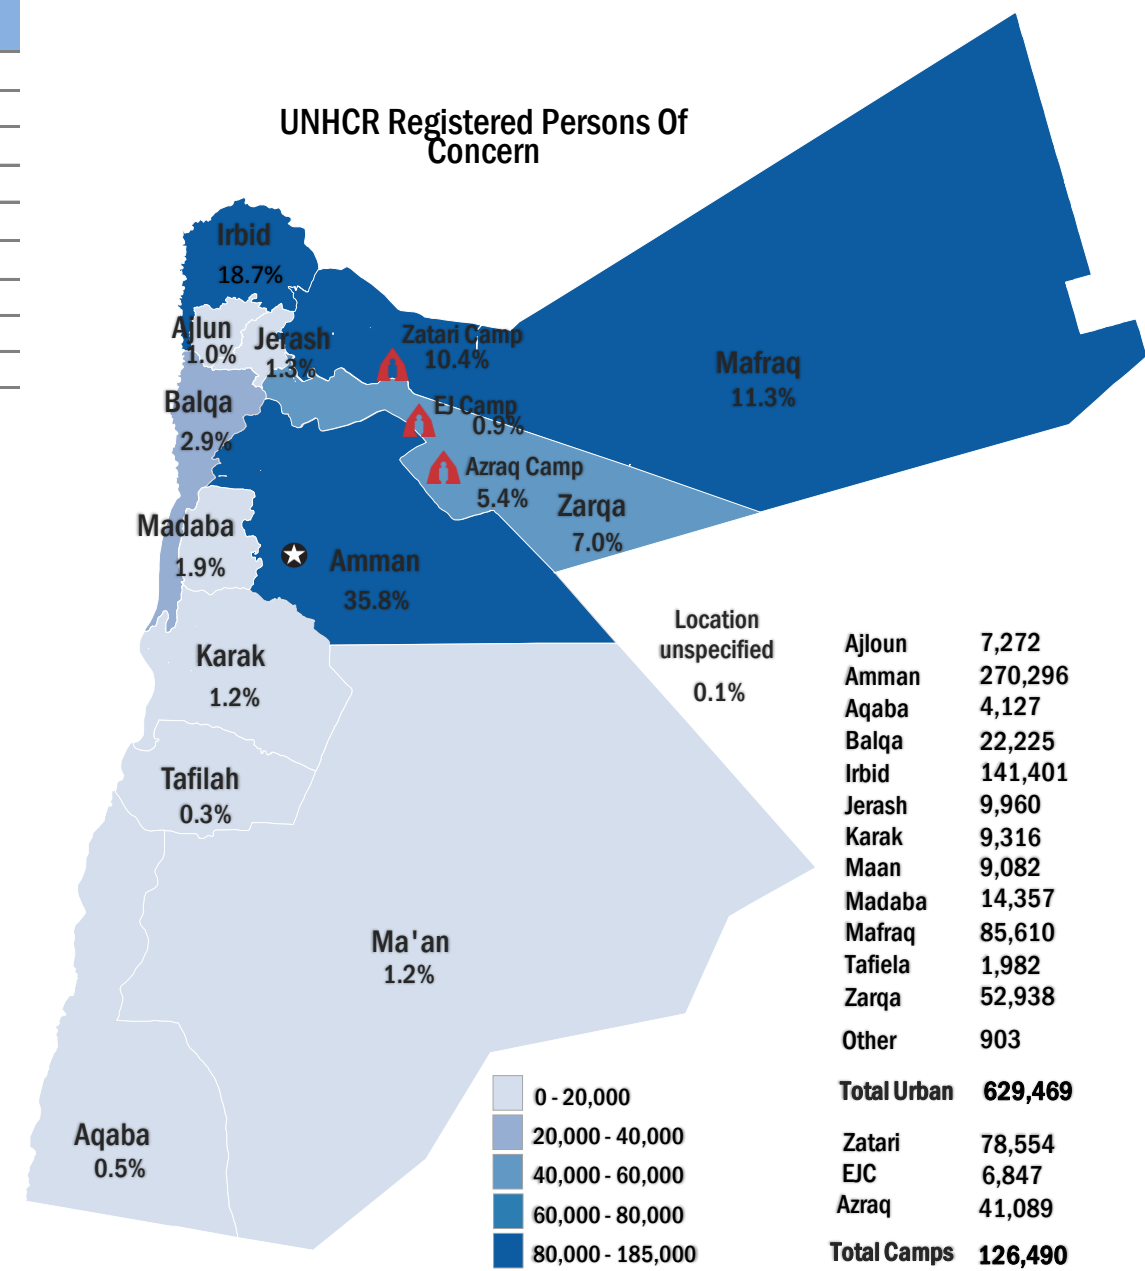 UNHCR Registered Persons Of
Concern
Irbid
18.7%
Ajlun
1.0%
Jerash
1.3%
Zatari Camp
10.4%
Mafraq
11.3%
Balqa
2.9%
EJ Camp
0.9%
Azraq Camp
5.4%
Zarqa
7.0%
Madaba
1.9%
Amman
35.8%
Location
unspecified
0.1%
Karak
1.2%
Tafilah
0.3%
Ma'an
1.2%
Aqaba
0.5%
Ajloun 7,272
Amman 270,296
Aqaba 4,127
Balqa 22,225
Irbid 141,401
Jerash 9,960
Karak 9,316
Maan 9,082
Madaba 14,357
Mafraq 85,610
Tafiela 1,982
Zarqa 52,938
Other 903
Total Urban 629,469
Zatari 78,554
EJC 6,847
Azraq 41,089
Total Camps 126,490
0 - 20,000
20,000 - 40,000
40,000 - 60,000
60,000 - 80,000
80,000 - 185,000